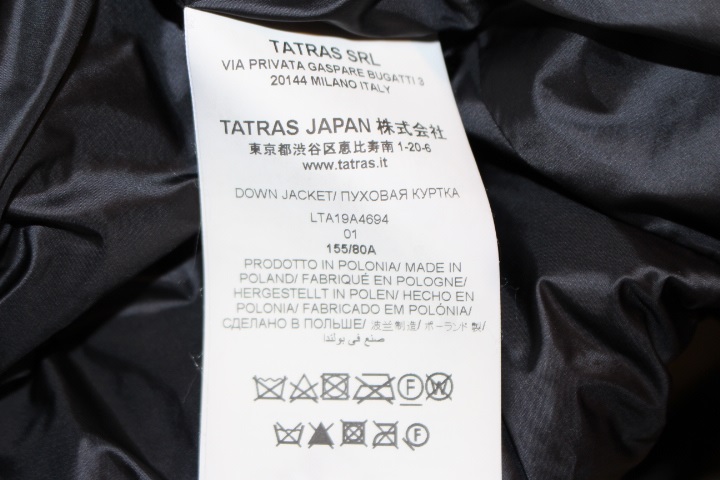 TATRAS SRL
VIA PRIVATA GASPARE BUGATTI 3
20144 MILANO ITALY
TATRAS JAPAN 株式会社
東京都渋谷区恵比寿南 1-20-6
www.tatras.it
DOWN JACKET/ ПУХОВАЯ КУРТКА
LTA19A4694
01
155/80A
PRODOTTO IN POLONIA/ MADE IN
POLAND/ FABRIQUÉ EN POLOGNE/
HERGESTELLT IN POLEN/ HECHO EN
POLONIA/ FABRICADO EM POLÓNIA/
СДЕЛАНО В ПОЛЬШЕ/ 波兰制造/ ポーランド製/
صنع في بولندا
F W
F